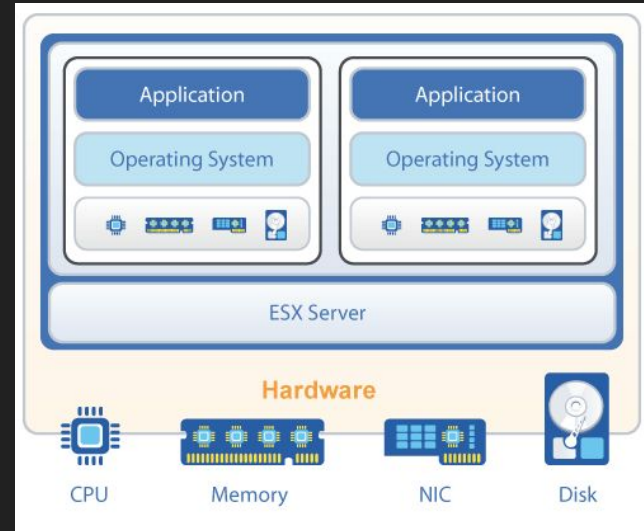 Application
Application
Operating System
Operating System
ESX Server
Hardware
CPU
Memory
NIC
Disk